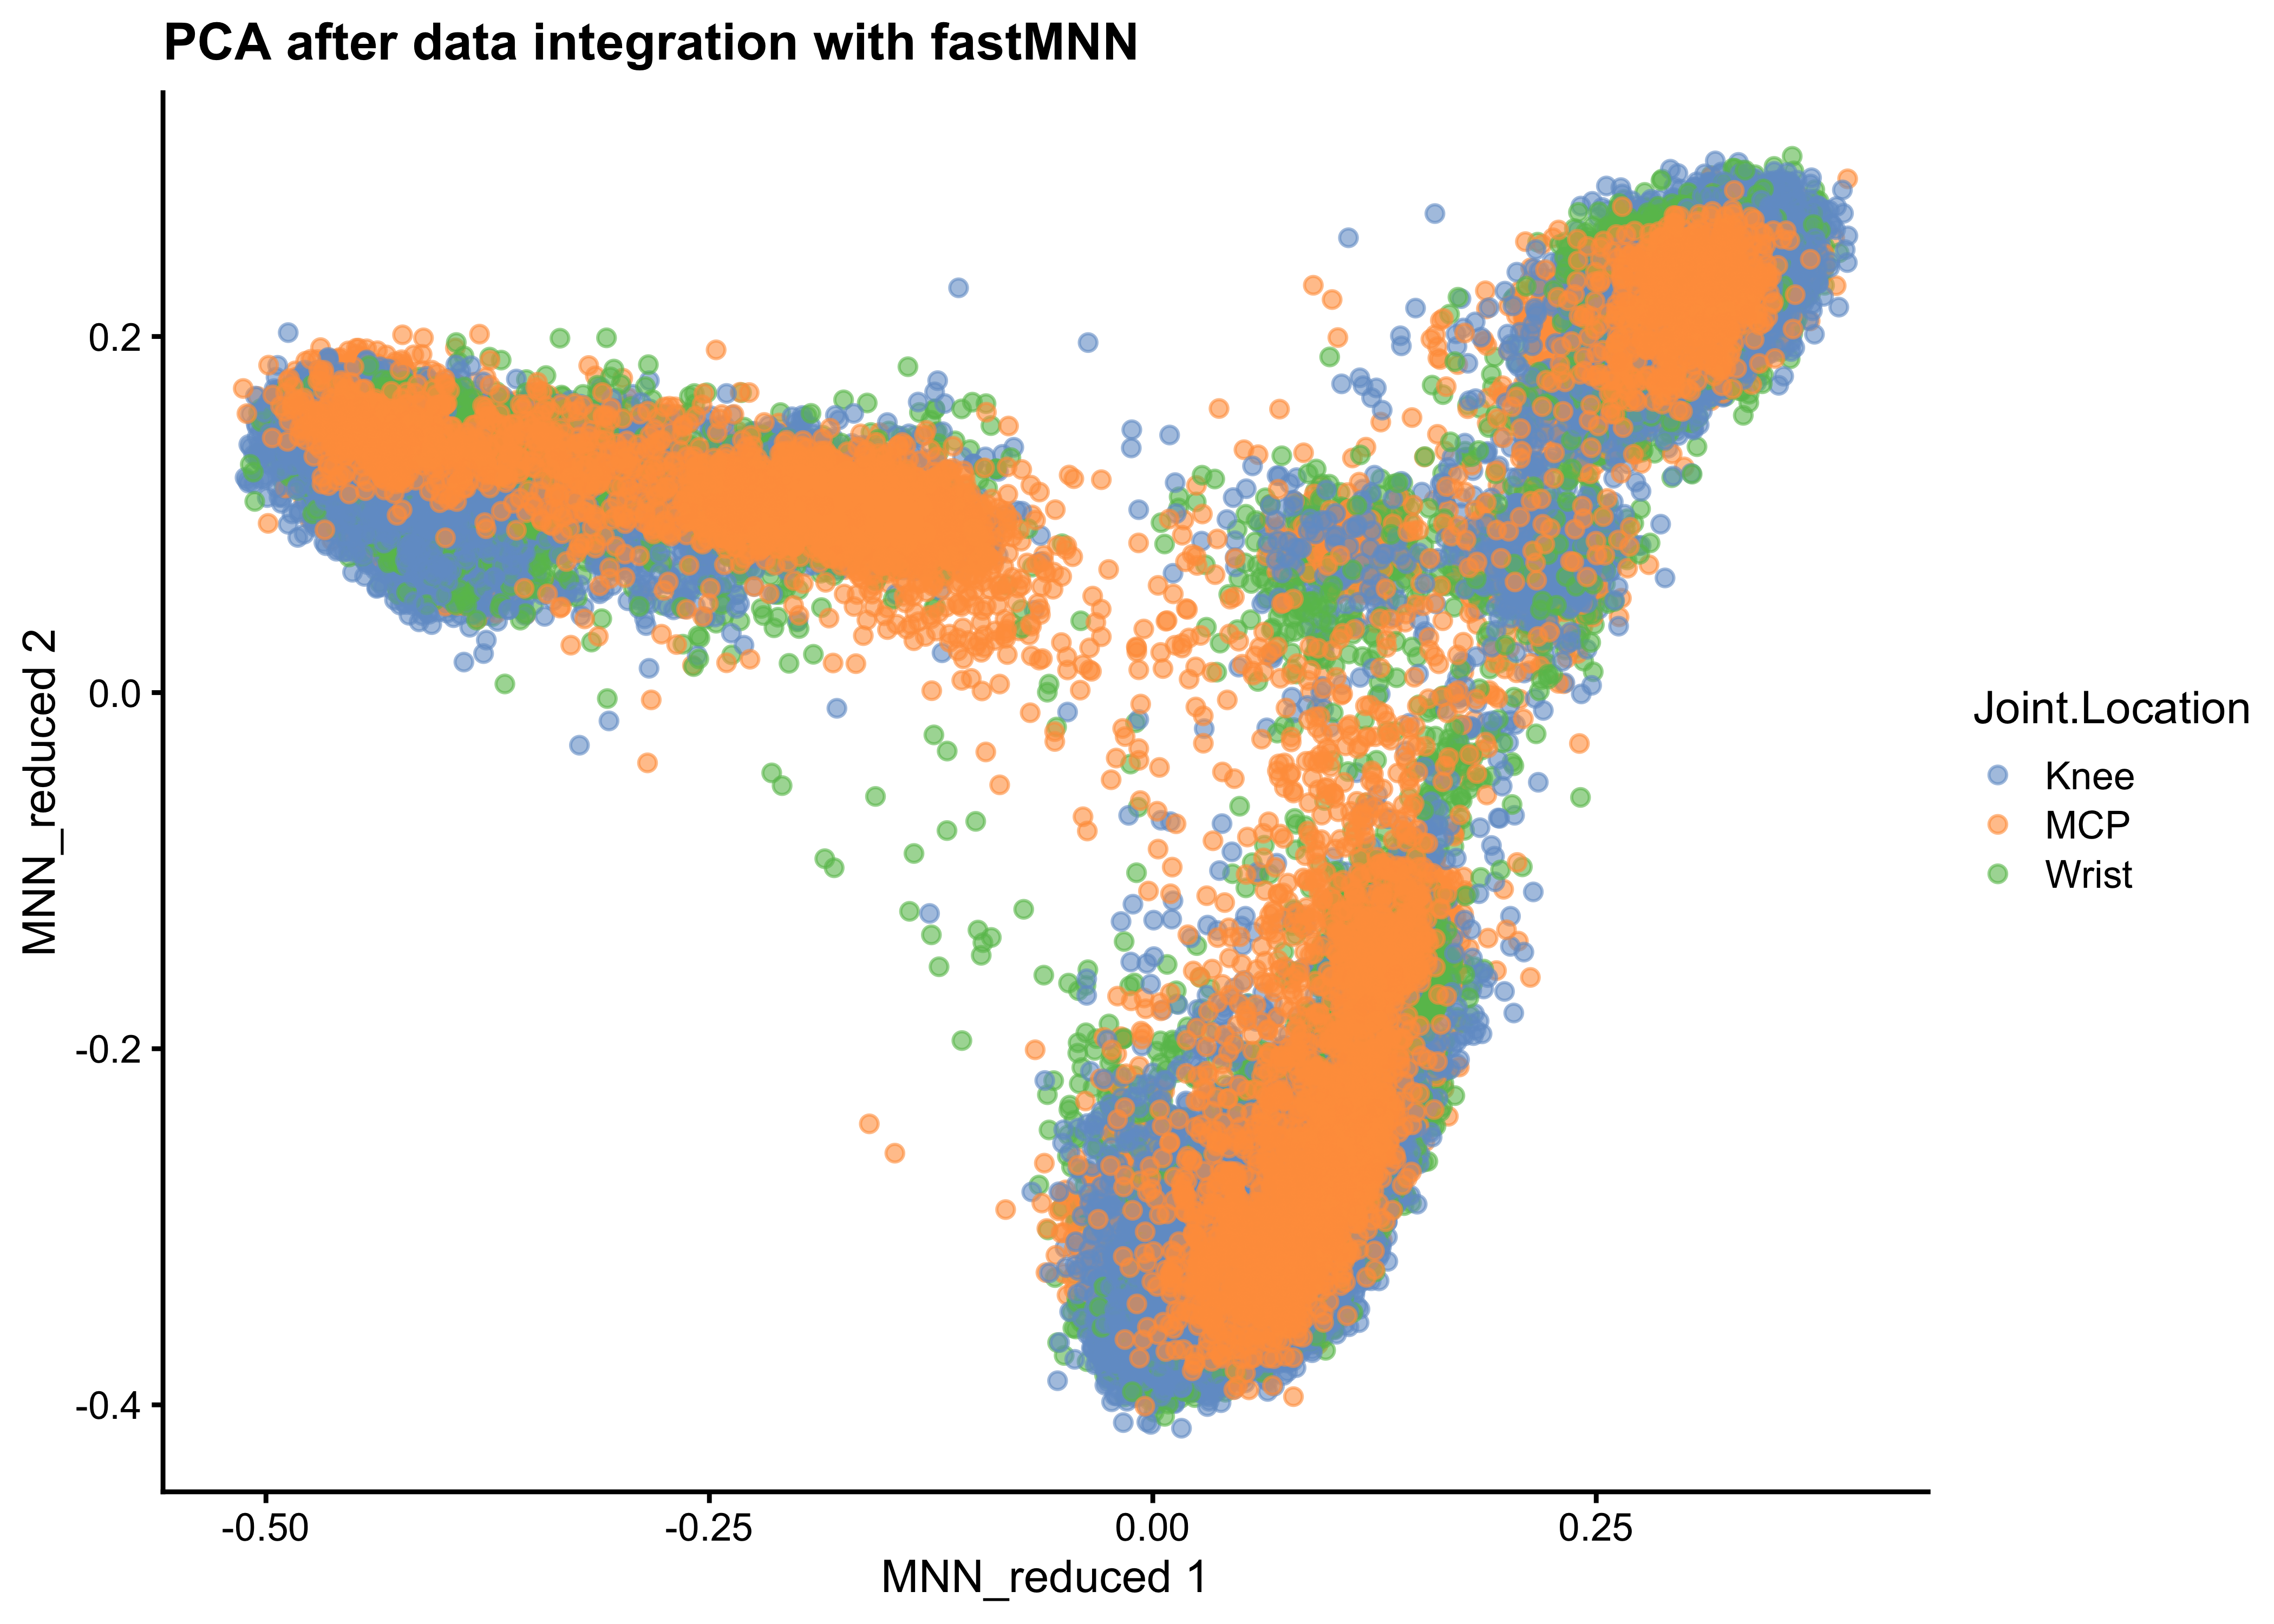 PCA after data integration with fastMNN
MNN_reduced 2
0.2
0.0
-0.2
-0.4
-0.50
-0.25
0.00
0.25
MNN_reduced 1
Joint.Location
Knee
MCP
Wrist